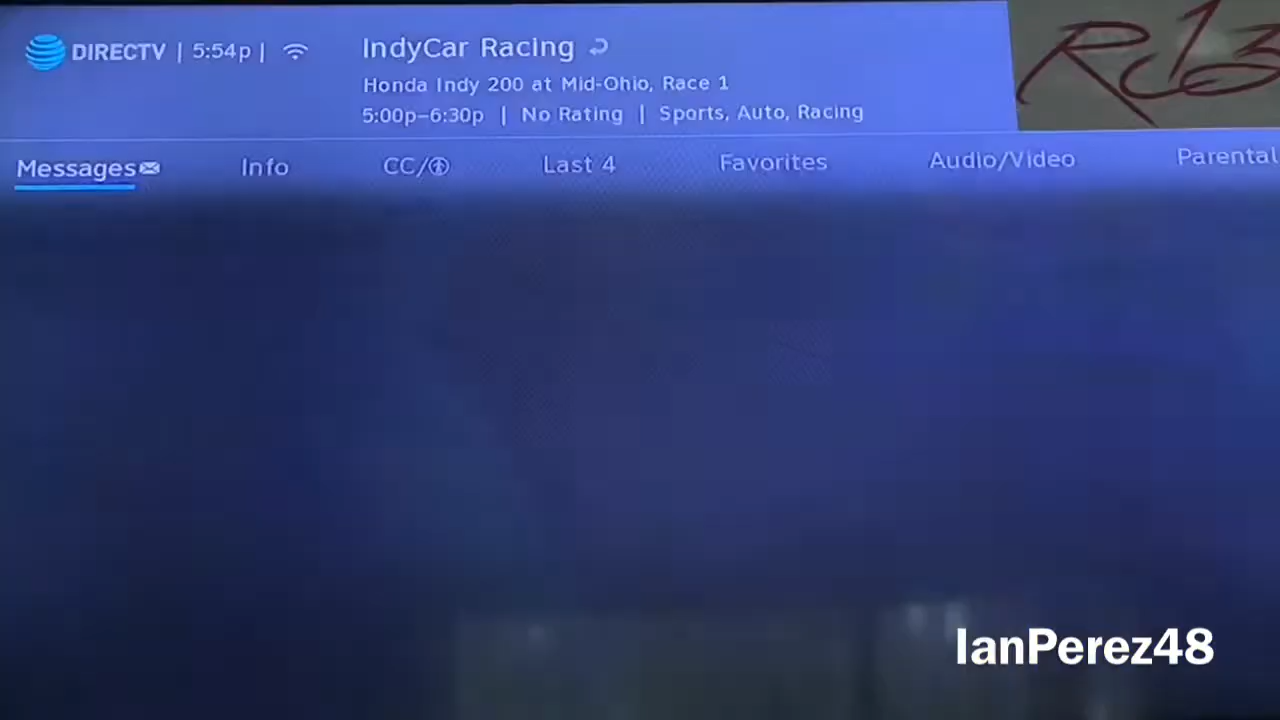 DIRECTV | 5:54p |
IndyCar Racing
Honda Indy 200 at Mid-Ohio, Race 1
5:00p–6:30p | No Rating | Sports, Auto, Racing
Messages Info CC/ Last 4 Favorites Audio/Video Parental
IanPerez48